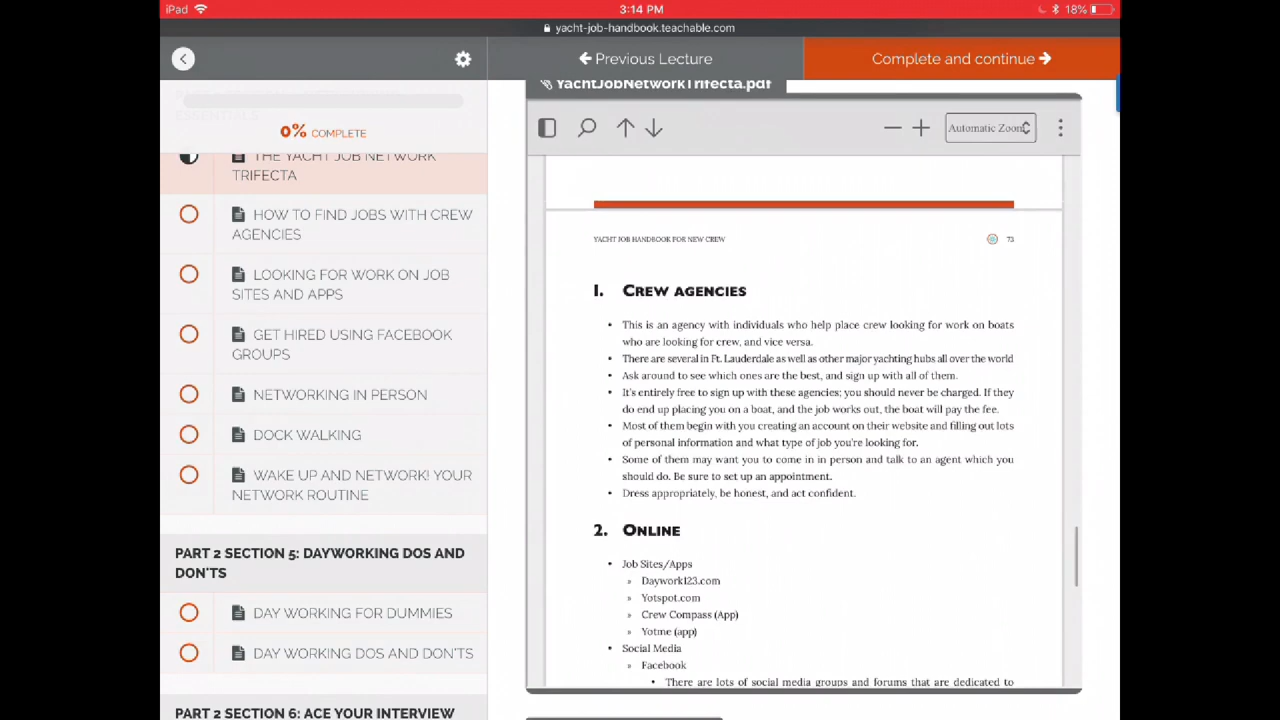 iPad
3:14 PM
18%
yacht-job-handbook.teachable.com
Previous Lecture
Complete and continue
0% COMPLETE
THE YACHT JOB NETWORK
TRIFECTA
HOW TO FIND JOBS WITH CREW
AGENCIES
LOOKING FOR WORK ON JOB
SITES AND APPS
GET HIRED USING FACEBOOK
GROUPS
NETWORKING IN PERSON
DOCK WALKING
WAKE UP AND NETWORK! YOUR
NETWORK ROUTINE
PART 2 SECTION 5: DAYWORKING DOS AND
DON'TS
DAY WORKING FOR DUMMIES
DAY WORKING DOS AND DON'TS
PART 2 SECTION 6: ACE YOUR INTERVIEW
YachtJobNetworkTrifecta.pdf
Automatic Zoom
YACHT JOB HANDBOOK FOR NEW CREW
73
1. CREW AGENCIES
• This is an agency with individuals who help place crew looking for work on boats
who are looking for crew, and vice versa.
• There are several in Ft. Lauderdale as well as other major yachting hubs all over the world
• Ask around to see which ones are the best, and sign up with all of them.
• It's entirely free to sign up with these agencies; you should never be charged. If they
do end up placing you on a boat, and the job works out, the boat will pay the fee.
• Most of them begin with you creating an account on their website and filling out lots
of personal information and what type of job you're looking for.
• Some of them may want you to come in in person and talk to an agent which you
should do. Be sure to set up an appointment.
• Dress appropriately, be honest, and act confident.
2. ONLINE
• Job Sites/Apps
» Daywork123.com
» Yotspot.com
» Crew Compass (App)
» Yotme (app)
• Social Media
» Facebook
• There are lots of social media groups and forums that are dedicated to